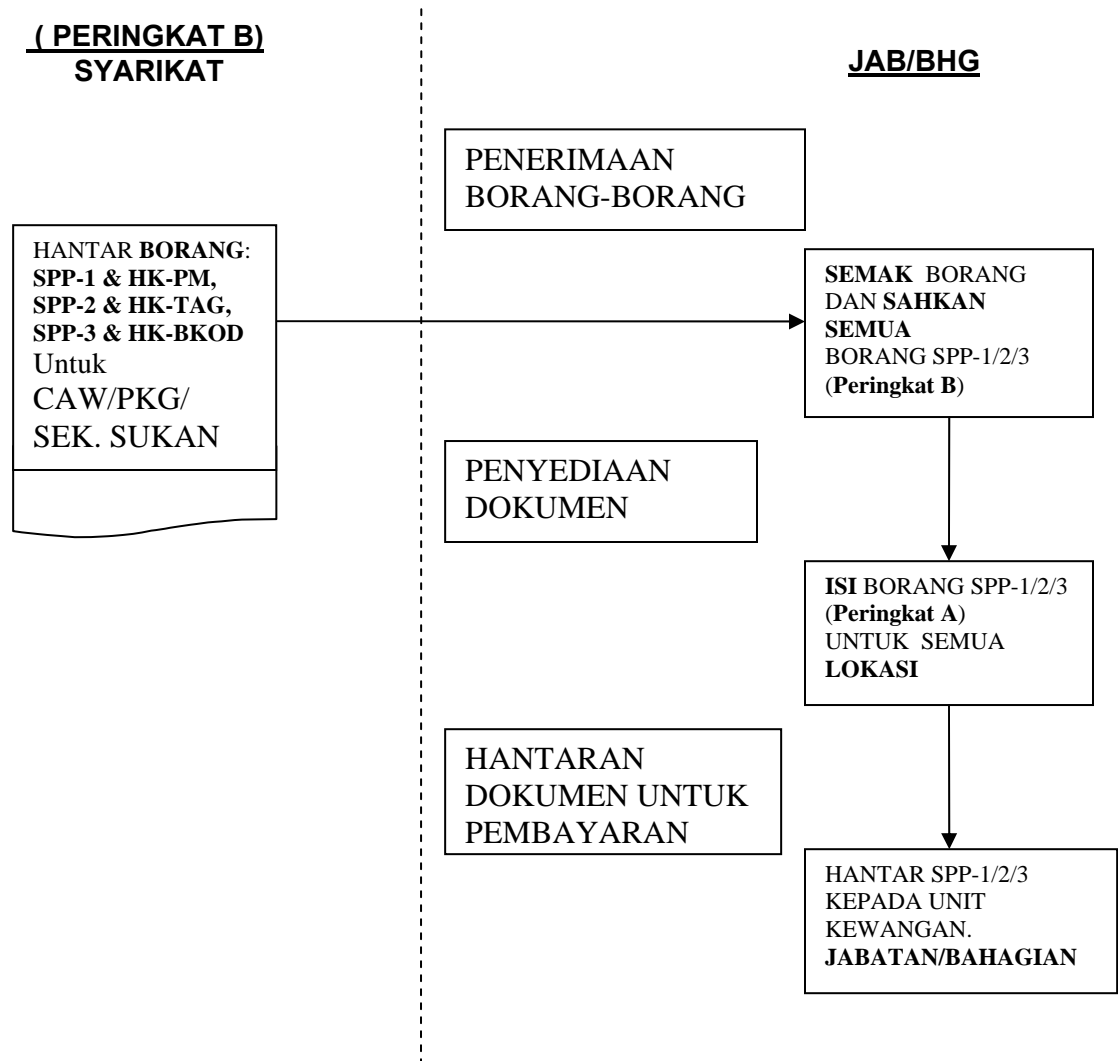 ( PERINGKAT B)
SYARIKAT
JAB/BHG
PENERIMAAN
BORANG-BORANG
HANTAR BORANG:
SPP-1 & HK-PM,
SPP-2 & HK-TAG,
SPP-3 & HK-BKOD
Untuk
CAW/PKG/
SEK. SUKAN
SEMAK BORANG
DAN SAHKAN
SEMUA
BORANG SPP-1/2/3
(Peringkat B)
PENYEDIAAN
DOKUMEN
ISI BORANG SPP-1/2/3
(Peringkat A)
UNTUK SEMUA
LOKASI
HANTARAN
DOKUMEN UNTUK
PEMBAYARAN
HANTAR SPP-1/2/3
KEPADA UNIT
KEWANGAN.
JABATAN/BAHAGIAN